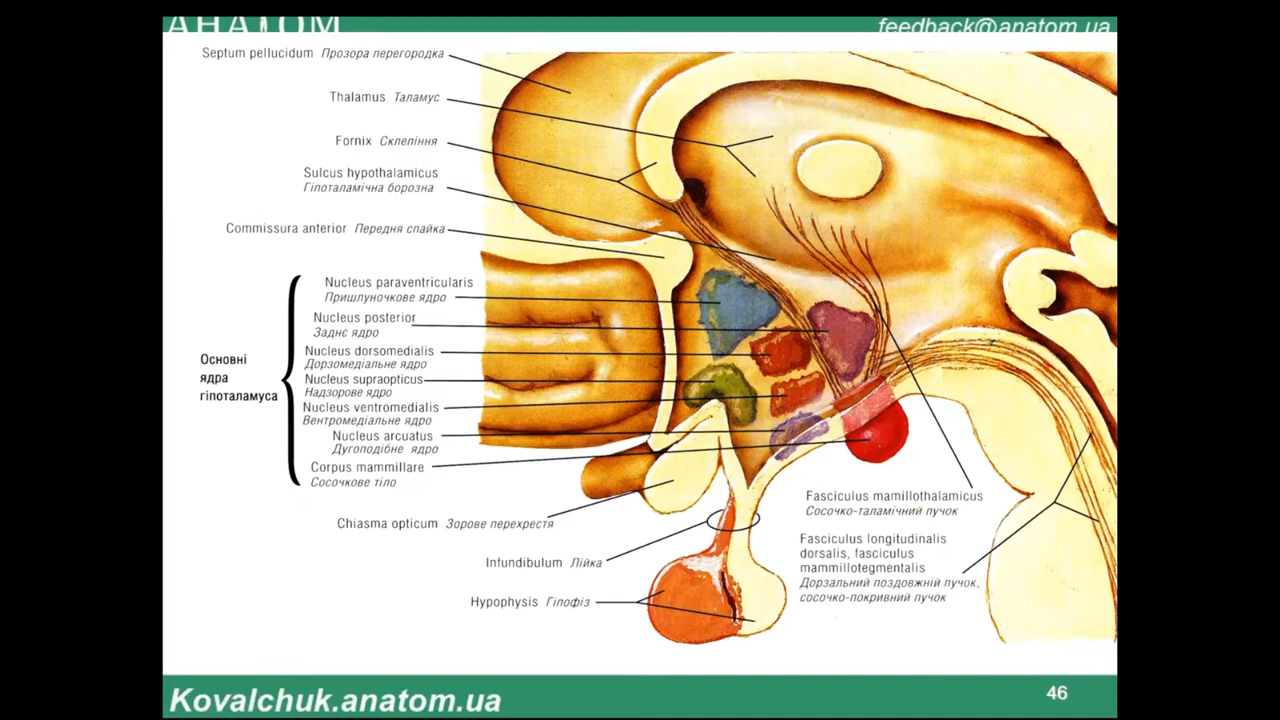 АНАТОМ
feedback@anatom.ua
Septum pellucidum Прозора перегородка
Thalamus Таламус
Fornix Склепіння
Sulcus hypothalamicus
Гіпоталамічна борозна
Commissura anterior Передня спайка
Nucleus paraventricularis
Пришлуночкове ядро
Nucleus posterior
Заднє ядро
Nucleus dorsomedialis
Дорзомедіальне ядро
Nucleus supraopticus
Надзорове ядро
Nucleus ventromedialis
Вентромедіальне ядро
Nucleus arcuatus
Дугоподібне ядро
Corpus mammillare
Сосочкове тіло
Основні
ядра
гіпоталамуса
Chiasma opticum Зорове перехрестя
Infundibulum Лійка
Hypophysis Гіпофіз
Fasciculus mamillothalamicus
Сосочко-таламічний пучок
Fasciculus longitudinalis
dorsalis, fasciculus
mammillotegmentalis
Дорзальний поздовжній пучок,
сосочко-покривний пучок
Kovalchuk.anatom.ua
46